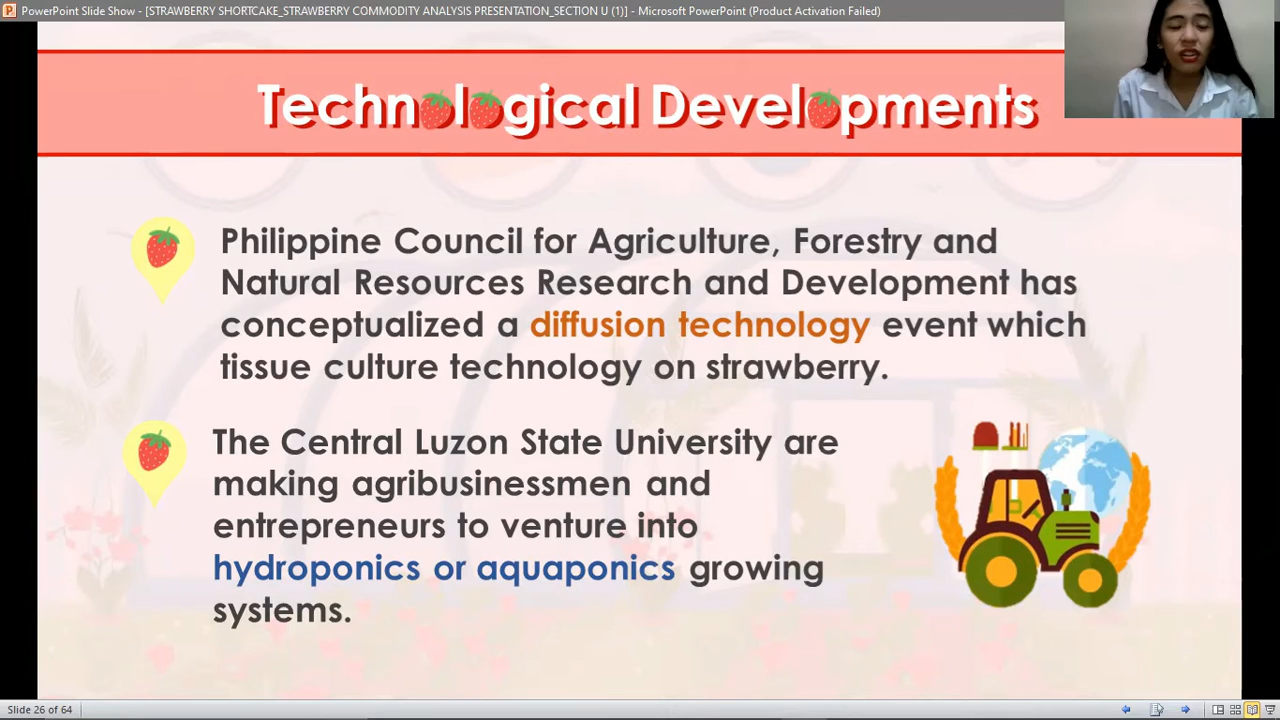 PowerPoint Slide Show - [STRAWBERRY SHORTCAKE_STRAWBERRY COMMODITY ANALYSIS PRESENTATION_SECTION U (1)] - Microsoft PowerPoint (Product Activation Failed)
Technological Developments
Philippine Council for Agriculture, Forestry and
Natural Resources Research and Development has
conceptualized a diffusion technology event which
tissue culture technology on strawberry.
The Central Luzon State University are
making agribusinessmen and
entrepreneurs to venture into
hydroponics or aquaponics growing
systems.
Slide 26 of 64